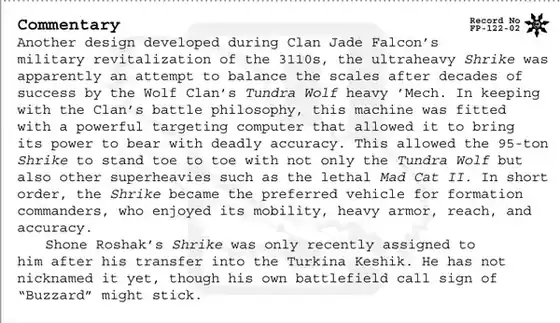 Commentary
Record No
FP-122-02
Another design developed during Clan Jade Falcon’s
military revitalization of the 3110s, the ultraheavy Shrike was
apparently an attempt to balance the scales after decades of
success by the Wolf Clan’s Tundra Wolf heavy ’Mech. In keeping
with the Clan’s battle philosophy, this machine was fitted
with a powerful targeting computer that allowed it to bring
its power to bear with deadly accuracy. This allowed the 95-ton
Shrike to stand toe to toe with not only the Tundra Wolf but
also other superheavies such as the lethal Mad Cat II. In short
order, the Shrike became the preferred vehicle for formation
commanders, who enjoyed its mobility, heavy armor, reach, and
accuracy.
Shone Roshak’s Shrike was only recently assigned to
him after his transfer into the Turkina Keshik. He has not
nicknamed it yet, though his own battlefield call sign of
“Buzzard” might stick.